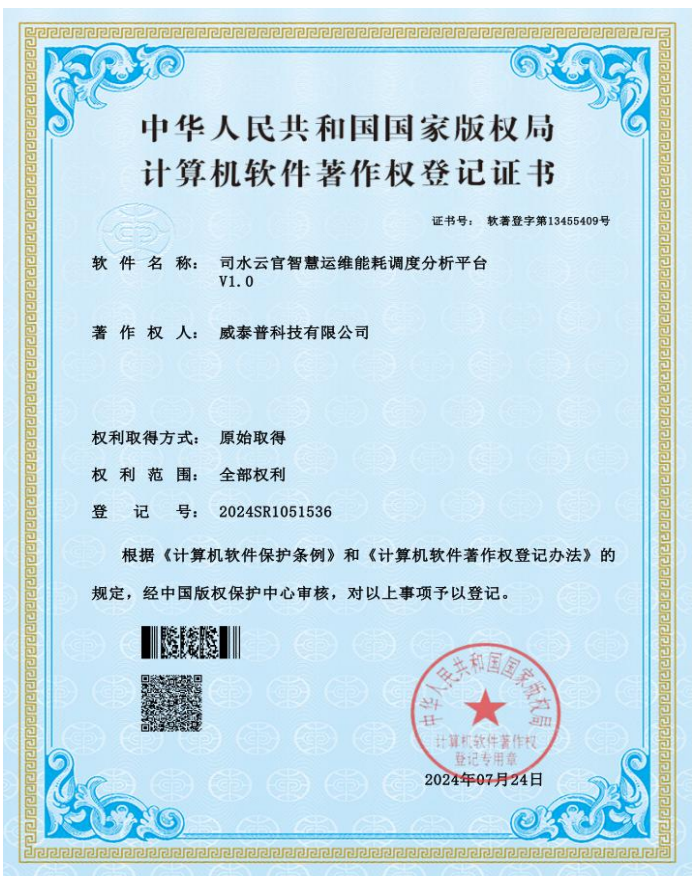 中华人民共和国国家版权局
计算机软件著作权登记证书
证书号： 软著登字第13455409号
软件名称： 司水云官智慧运维能耗调度分析平台
V1.0
著作权人： 威泰普科技有限公司
权利取得方式： 原始取得
权利范围： 全部权利
登记号： 2024SR1051536
根据《计算机软件保护条例》和《计算机软件著作权登记办法》的
规定，经中国版权保护中心审核，对以上事项予以登记。
中华人民共和国国家版权局
计算机软件著作权
登记专用章
2024年07月24日